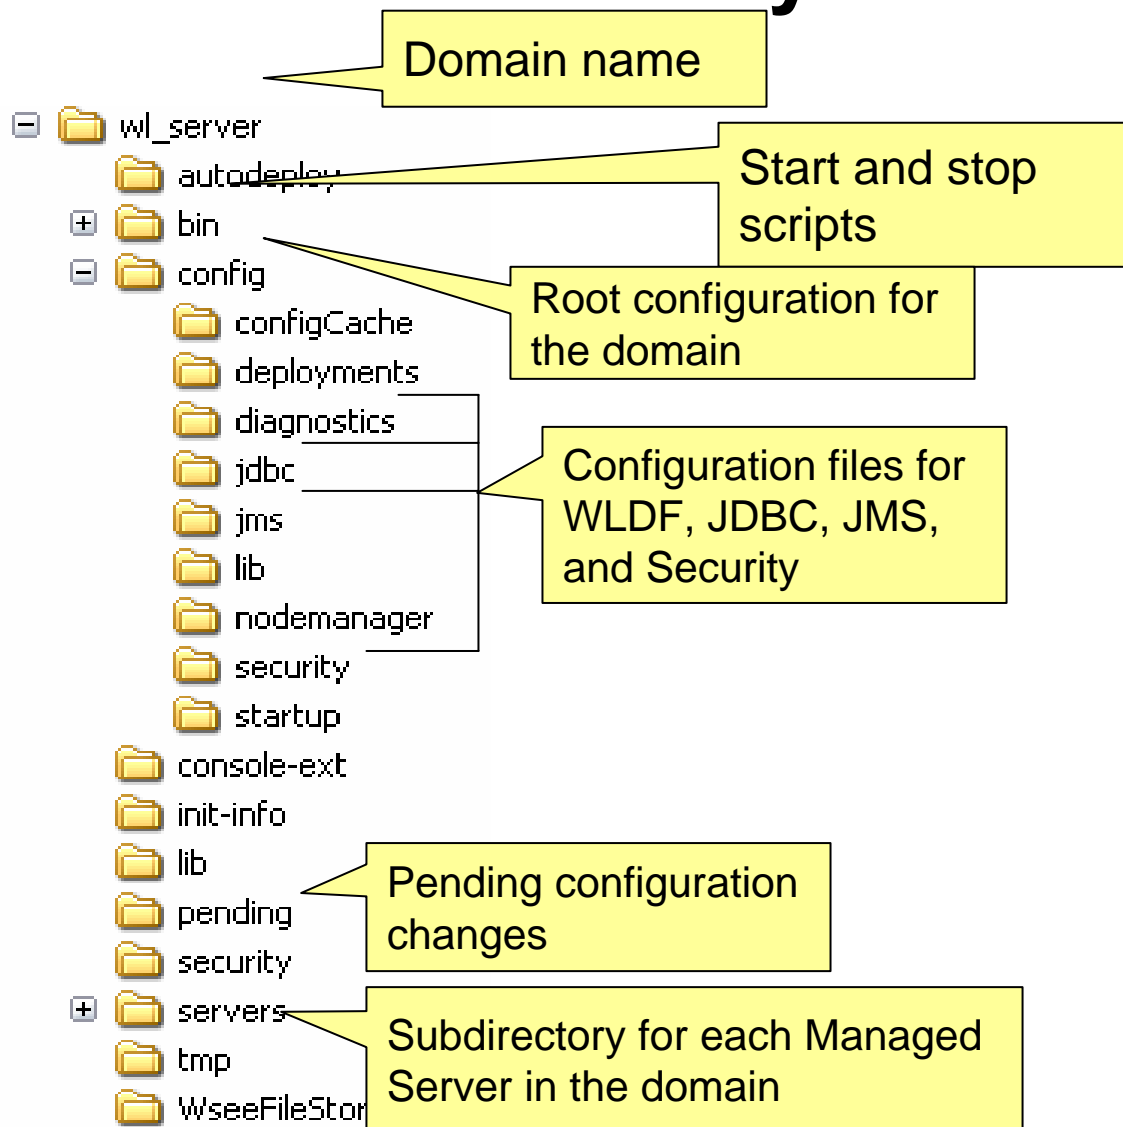 Domain name
wl_server
autodeploy
Start and stop
scripts
bin
config
Root configuration for
the domain
configCache
deployments
diagnostics
jdbc
Configuration files for
WLDF, JDBC, JMS,
and Security
jms
lib
nodemanager
security
startup
console-ext
init-info
lib
Pending configuration
changes
pending
security
servers
Subdirectory for each Managed
Server in the domain
tmp
WseeFileStor